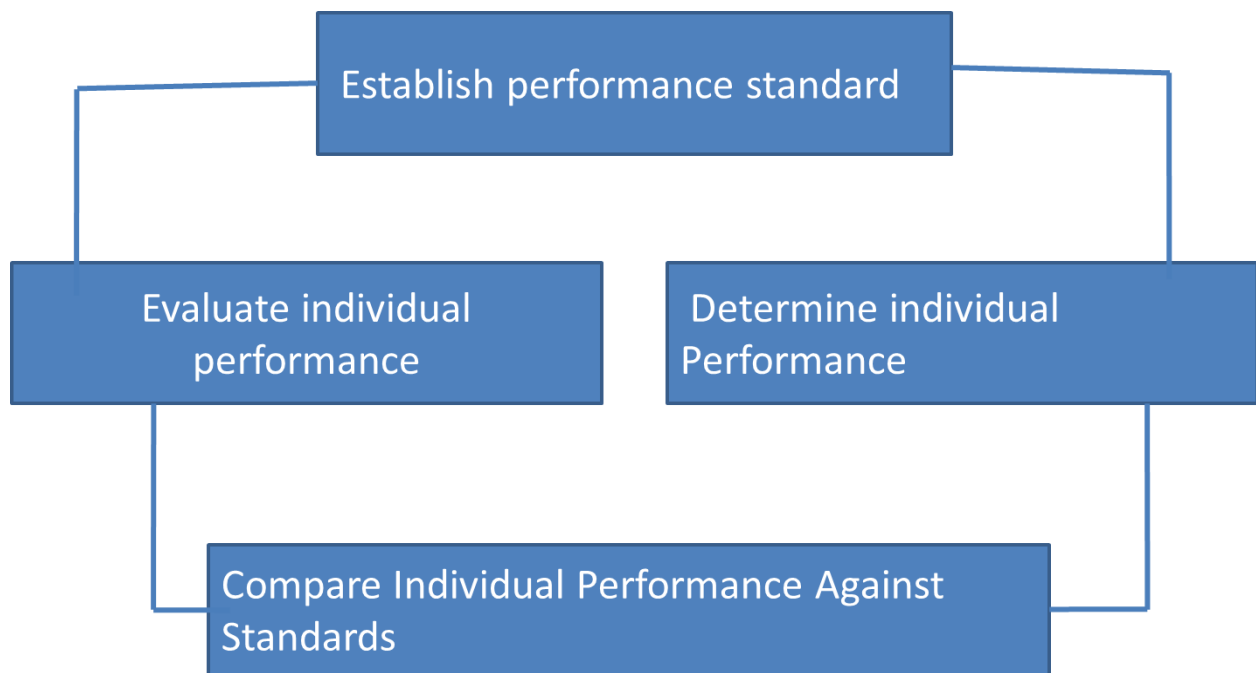 Establish performance standard
Evaluate individual
performance
Determine individual
Performance
Compare Individual Performance Against
Standards